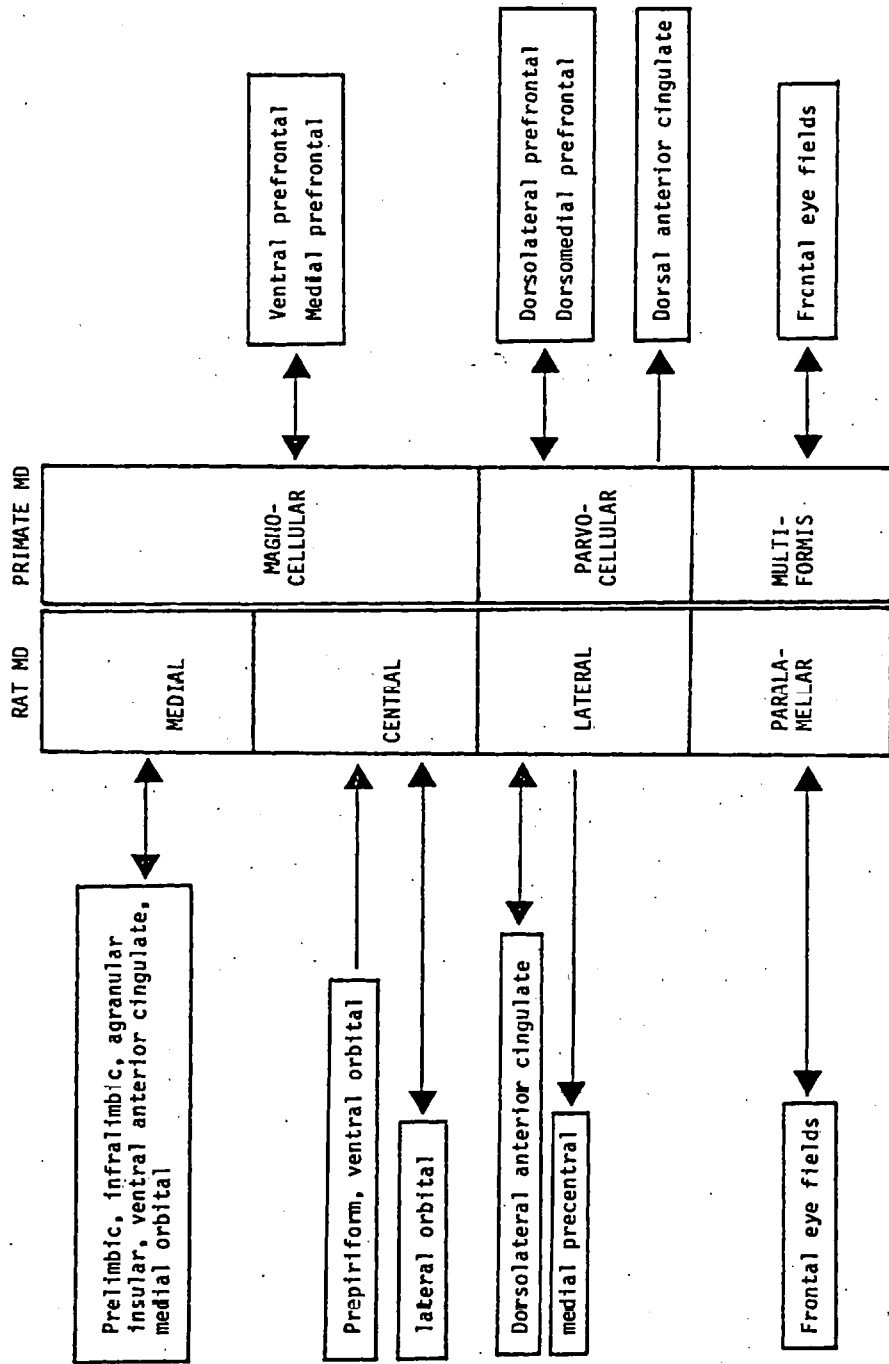 RAT MD
PRIMATE MD
Prelimbic, infralimbic, agranular
insular, ventral anterior cingulate,
medial orbital
MEDIAL
MAGNO-
CELLULAR
Ventral prefrontal
Medial prefrontal
Prepiriform, ventral orbital
lateral orbital
CENTRAL
Dorsolateral anterior cingulate
medial precentral
LATERAL
PARVO-
CELLULAR
Dorsolateral prefrontal
Dorsomedial prefrontal
Dorsal anterior cingulate
Frontal eye fields
PARALA-
MELLAR
MULTI-
FORMIS
Frontal eye fields